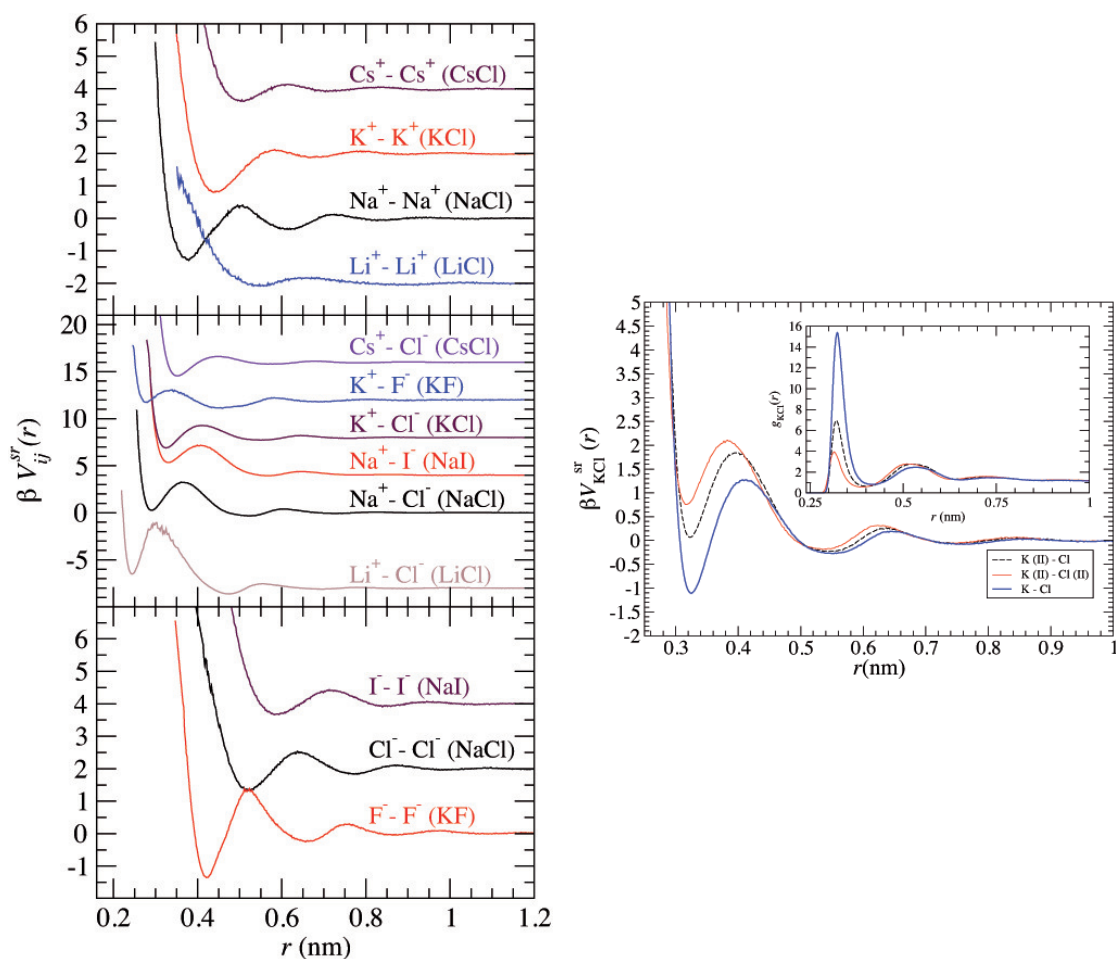 6
5
4
3
2
1
0
-1
-2
Cs⁺- Cs⁺ (CsCl)
K⁺- K⁺(KCl)
Na⁺- Na⁺ (NaCl)
Li⁺- Li⁺ (LiCl)
20
15
10
5
0
-5
Cs⁺- Cl⁻ (CsCl)
K⁺- F⁻ (KF)
K⁺- Cl⁻ (KCl)
Na⁺- I⁻ (NaI)
Na⁺- Cl⁻ (NaCl)
Li⁺- Cl⁻ (LiCl)
β Vᵢⱼˢʳ(r)
6
5
4
3
2
1
0
-1
I⁻- I⁻ (NaI)
Cl⁻- Cl⁻ (NaCl)
F⁻- F⁻ (KF)
0.2 0.4 0.6 0.8 1 1.2
r (nm)
5
4.5
4
3.5
3
2.5
2
1.5
1
0.5
0
-0.5
-1
-1.5
-2
βV_KClˢʳ (r)
16
14
12
10
8
6
4
2
0
g_KCl(r)
0.25 0.5 0.75 1
r (nm)
K (II) - Cl
K (II) - Cl (II)
K - Cl
0.3 0.4 0.5 0.6 0.7 0.8 0.9 1
r(nm)